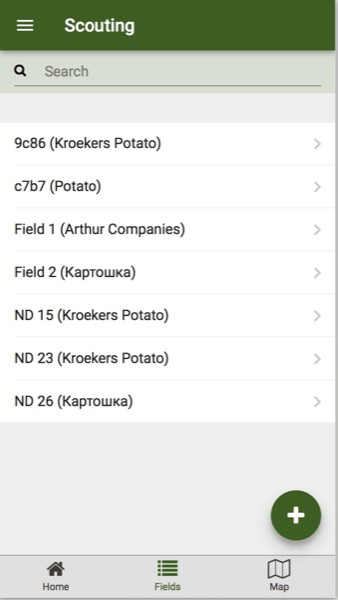 Scouting
Search
9c86 (Kroekers Potato)
c7b7 (Potato)
Field 1 (Arthur Companies)
Field 2 (Картошка)
ND 15 (Kroekers Potato)
ND 23 (Kroekers Potato)
ND 26 (Картошка)
Home Fields Map